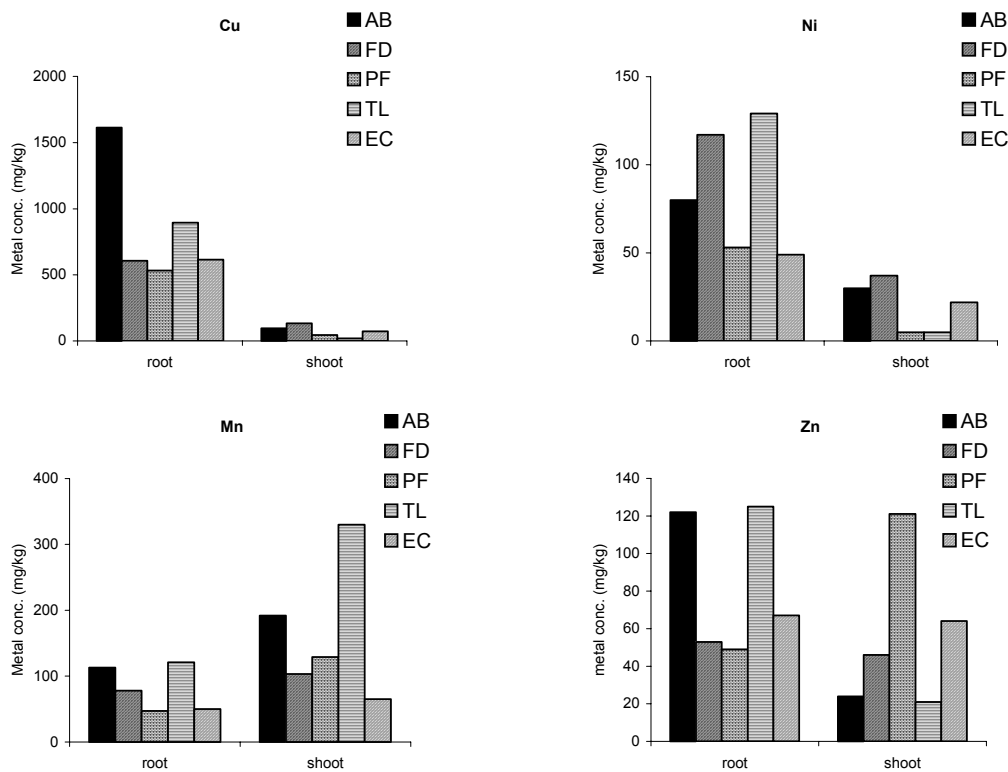 Cu
AB
FD
PF
TL
EC
Metal conc. (mg/kg)
2000
1500
1000
500
0
root
shoot
Ni
AB
FD
PF
TL
EC
Metal conc. (mg/kg)
150
100
50
0
root
shoot
Mn
AB
FD
PF
TL
EC
Metal conc. (mg/kg)
400
300
200
100
0
root
shoot
Zn
AB
FD
PF
TL
EC
metal conc. (mg/kg)
140
120
100
80
60
40
20
0
root
shoot